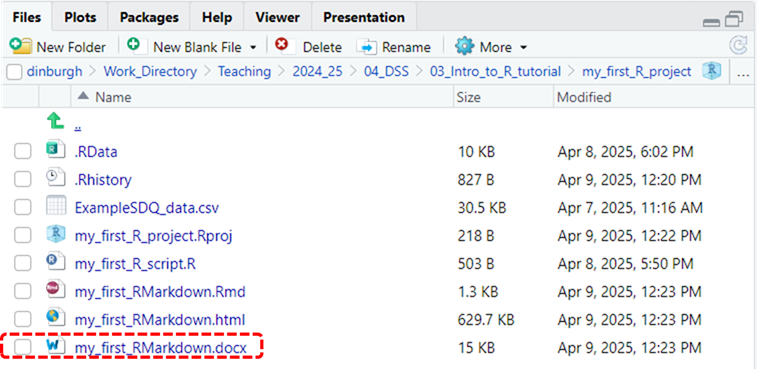 Files Plots Packages Help Viewer Presentation
New Folder New Blank File Delete Rename More
dinburgh > Work_Directory > Teaching > 2024_25 > 04_DSS > 03_Intro_to_R_tutorial > my_first_R_project R ...
Name Size Modified
..
.RData 10 KB Apr 8, 2025, 6:02 PM
.Rhistory 827 B Apr 9, 2025, 12:20 PM
ExampleSDQ_data.csv 30.5 KB Apr 7, 2025, 11:16 AM
my_first_R_project.Rproj 218 B Apr 9, 2025, 12:22 PM
my_first_R_script.R 503 B Apr 8, 2025, 5:50 PM
my_first_RMarkdown.Rmd 1.3 KB Apr 9, 2025, 12:23 PM
my_first_RMarkdown.html 629.7 KB Apr 9, 2025, 12:23 PM
my_first_RMarkdown.docx 15 KB Apr 9, 2025, 12:23 PM